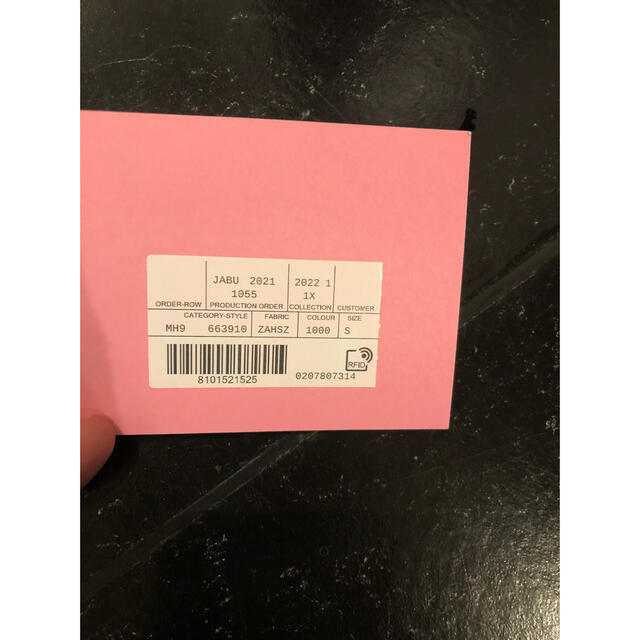 JABU 2021 2022 1
1055 1X
ORDER-ROW PRODUCTION ORDER COLLECTION CUSTOMER
CATEGORY-STYLE FABRIC COLOUR SIZE
MH9 663910 ZAHSZ 1000 S
RFID
8101521525 0207807314